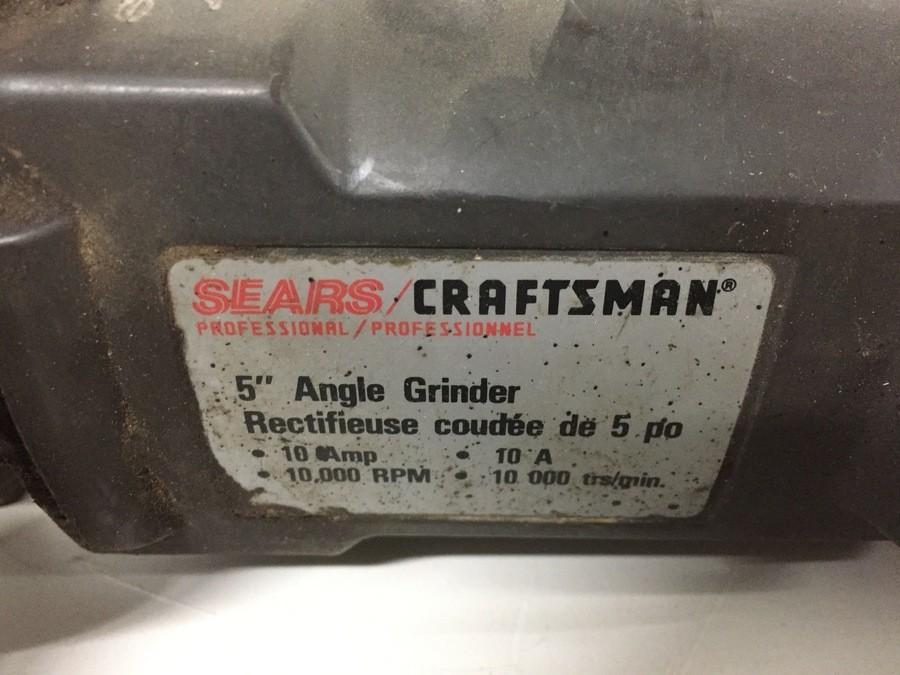 SEARS/CRAFTSMAN®
PROFESSIONAL/PROFESSIONNEL
5" Angle Grinder
Rectifieuse coudée de 5 po
• 10 Amp • 10 A
• 10,000 RPM • 10 000 trs/min.